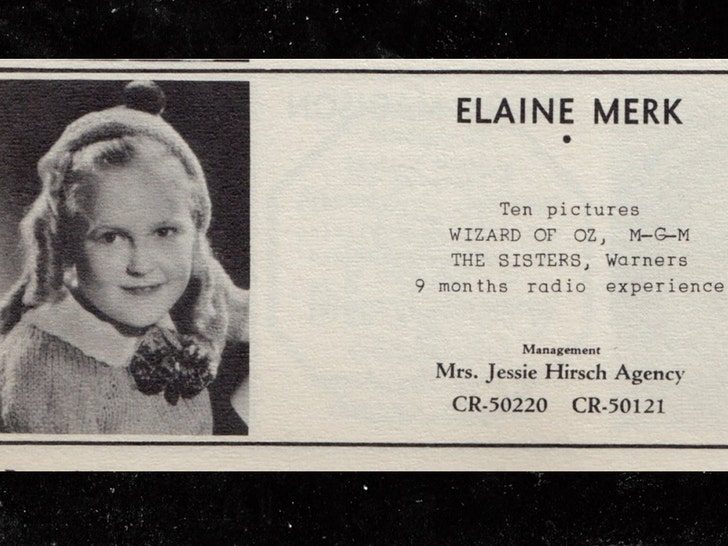 ELAINE MERK
•
Ten pictures
WIZARD OF OZ, M-G-M
THE SISTERS, Warners
9 months radio experience
Management
Mrs. Jessie Hirsch Agency
CR-50220 CR-50121